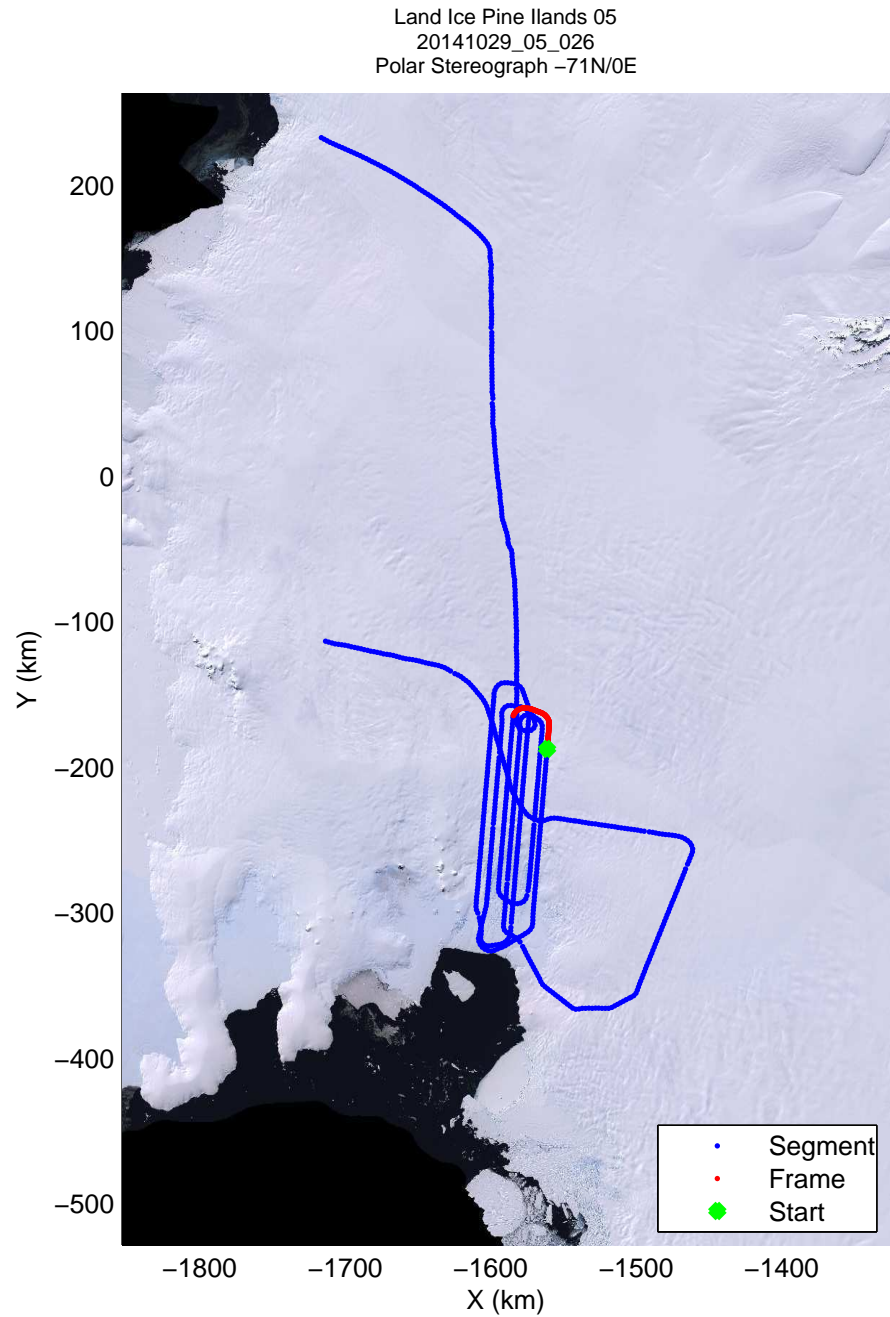 Land Ice Pine Ilands 05
20141029_05_026
Polar Stereograph −71N/0E
200
100
0
−100
−200
−300
−400
−500
Y (km)
Segment
Frame
Start
−1800 −1700 −1600 −1500 −1400
X (km)